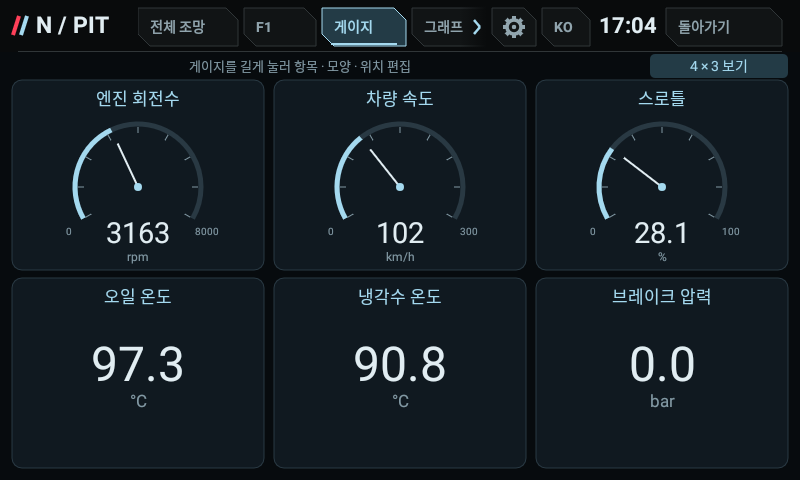 N / PIT 전체 조망 F1 게이지 그래프 KO 17:04 돌아가기
게이지를 길게 눌러 항목 · 모양 · 위치 편집 4 × 3 보기
엔진 회전수 차량 속도 스로틀
3163 102 28.1
0 8000 0 300 0 100
rpm km/h %
오일 온도 냉각수 온도 브레이크 압력
97.3 90.8 0.0
°C °C bar